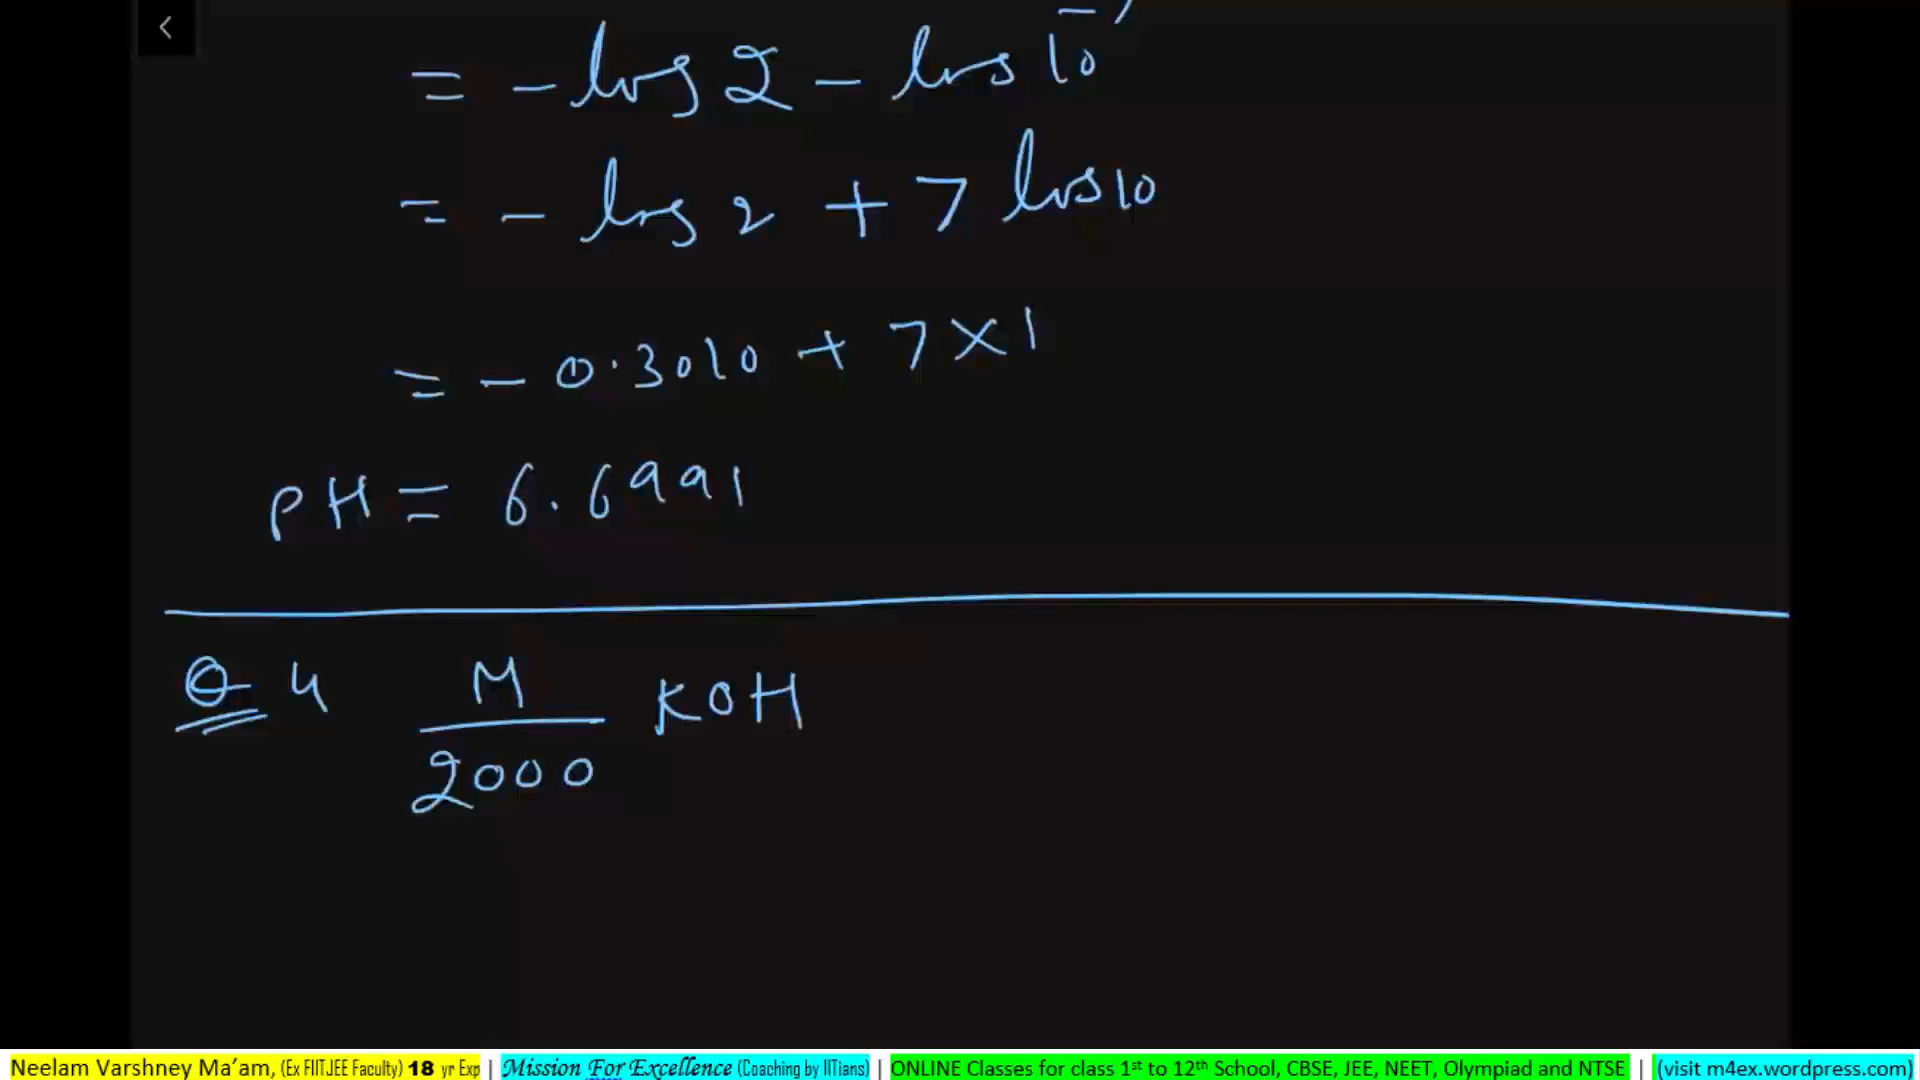 = - log 2 - log 10⁻⁷
= - log 2 + 7 log 10
= - 0.3010 + 7 × 1
PH = 6.6991
Q 4 M/2000 KOH
Neelam Varshney Ma'am, (Ex FIITJEE Faculty) 18 yr Exp | Mission For Excellence (Coaching by IITians) | ONLINE Classes for class 1st to 12th School, CBSE, JEE, NEET, Olympiad and NTSE | (visit m4ex.wordpress.com)